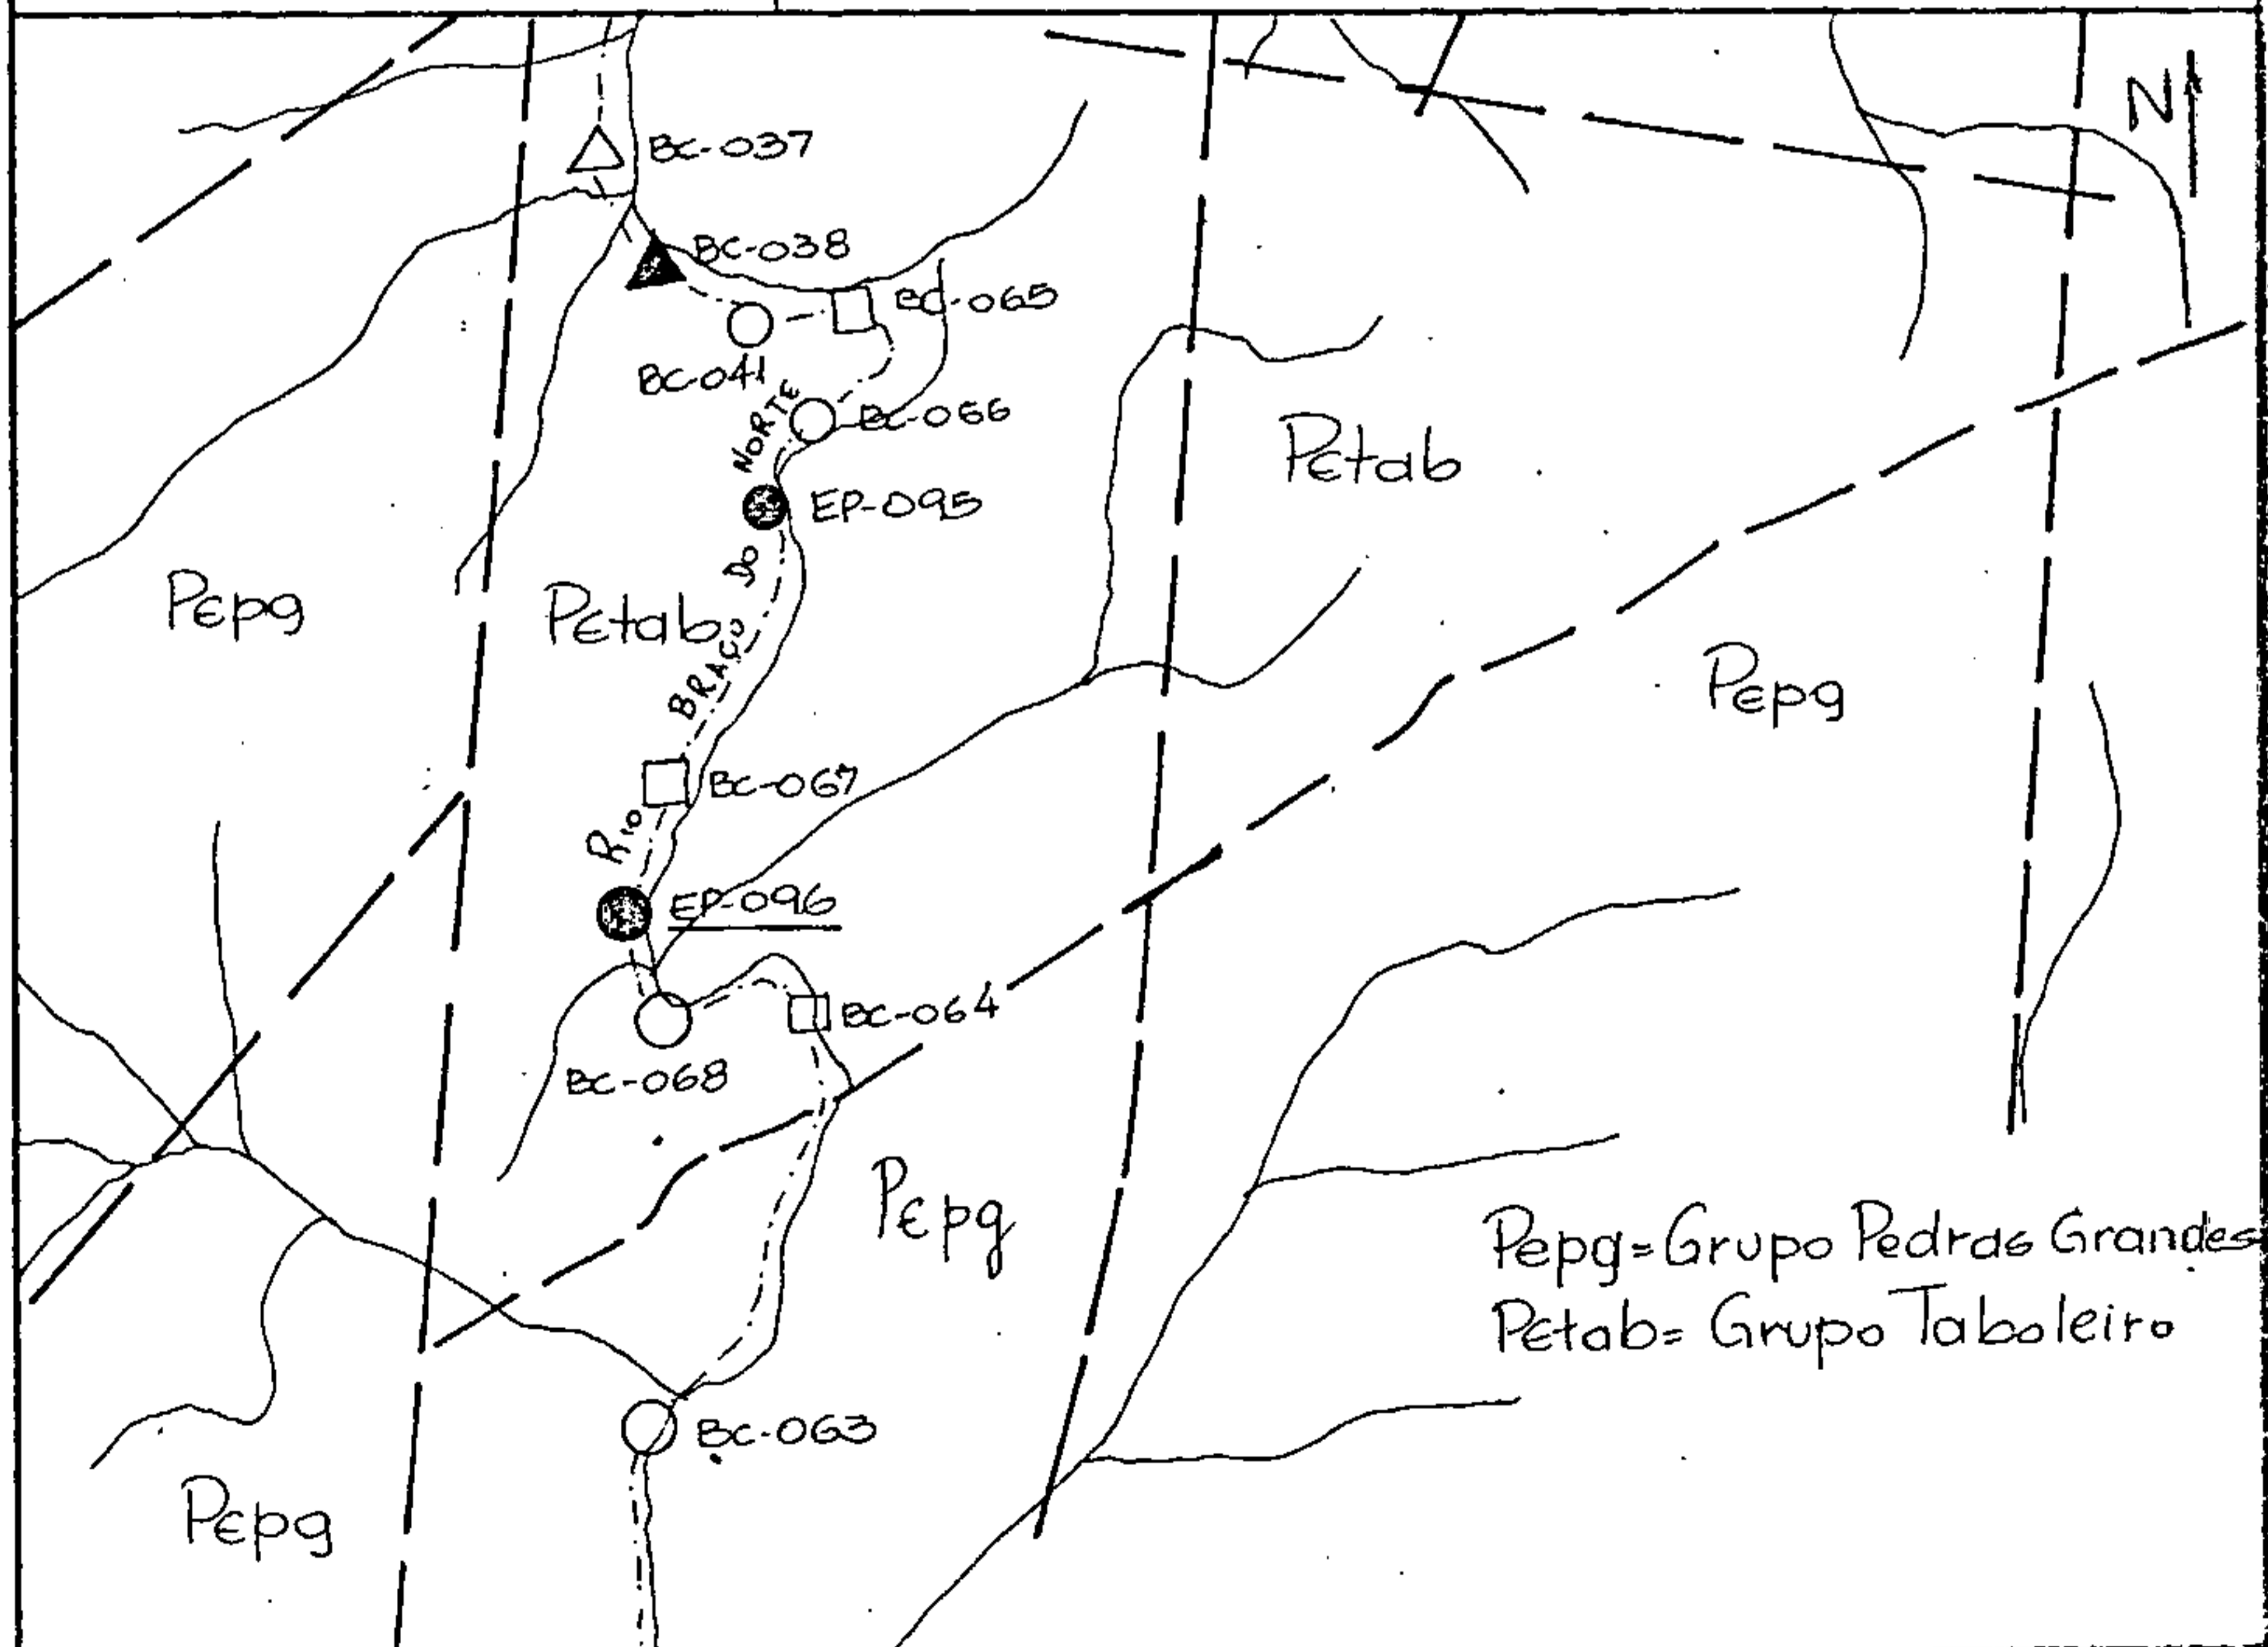 N
BC-037
BC-038
BC-065
BC-041
BC-066
EP-095
Petab
Pepg
Petab
RIO BRAÇO DO NORTE
Pepg
BC-067
EP-096
BC-064
BC-068
Pepg
Pepg=Grupo Pedras Grandes
Petab= Grupo Taboleiro
BC-063
Pepg